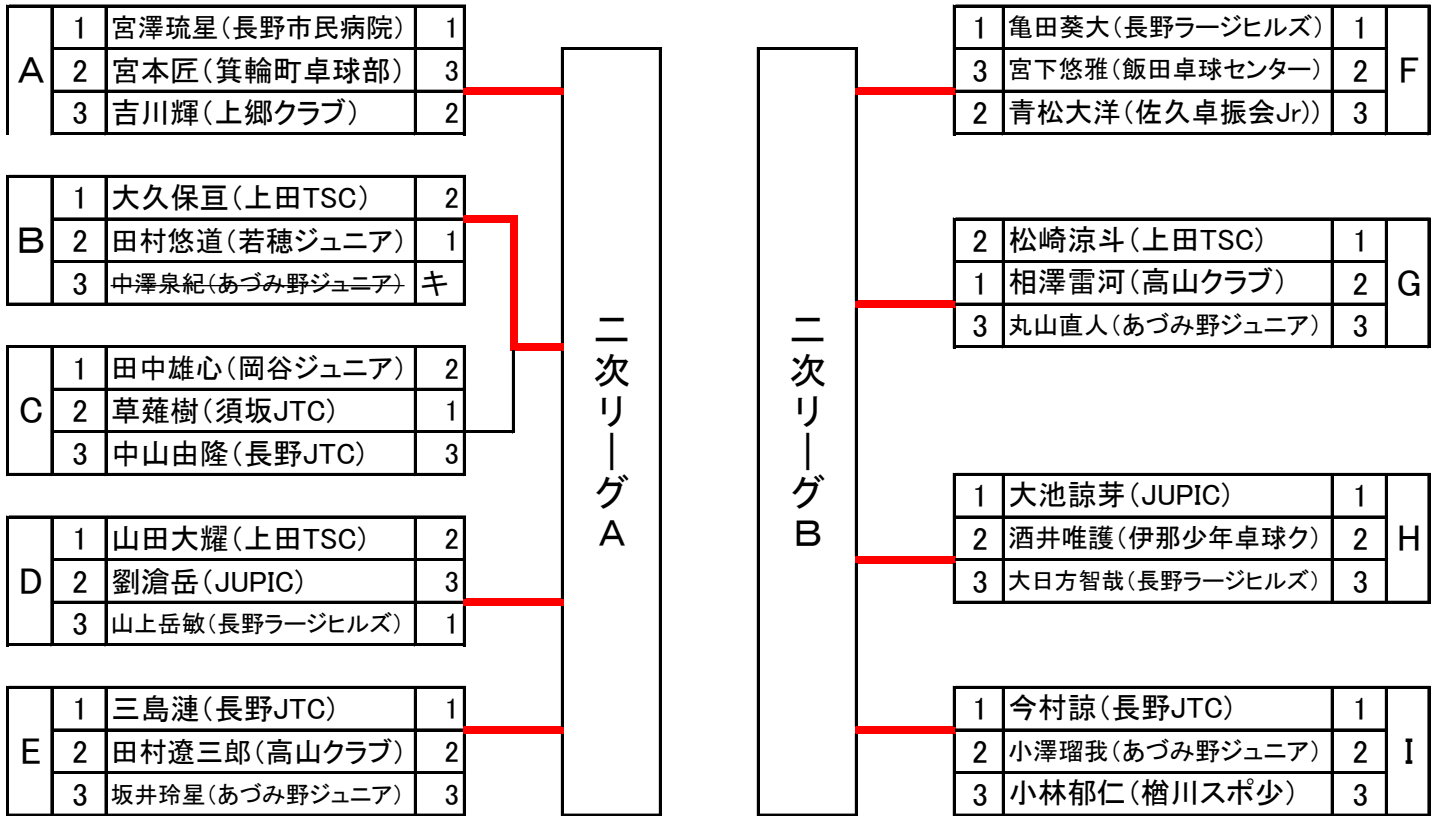 A
1 宮澤琉星(長野市民病院) 1
2 宮本匠(箕輪町卓球部) 3
3 吉川輝(上郷クラブ) 2
B
1 大久保亘(上田TSC) 2
2 田村悠道(若穂ジュニア) 1
3 中澤泉紀(あづみ野ジュニア) キ
C
1 田中雄心(岡谷ジュニア) 2
2 草薙樹(須坂JTC) 1
3 中山由隆(長野JTC) 3
D
1 山田大耀(上田TSC) 2
2 劉滄岳(JUPIC) 3
3 山上岳敏(長野ラージヒルズ) 1
E
1 三島漣(長野JTC) 1
2 田村遼三郎(高山クラブ) 2
3 坂井玲星(あづみ野ジュニア) 3
二次リーグA
二次リーグB
1 亀田葵大(長野ラージヒルズ) 1
3 宮下悠雅(飯田卓球センター) 2
2 青松大洋(佐久卓振会Jr)) 3
F
2 松崎涼斗(上田TSC) 1
1 相澤雷河(高山クラブ) 2
3 丸山直人(あづみ野ジュニア) 3
G
1 大池諒芽(JUPIC) 1
2 酒井唯護(伊那少年卓球ク) 2
3 大日方智哉(長野ラージヒルズ) 3
H
1 今村諒(長野JTC) 1
2 小澤瑠我(あづみ野ジュニア) 2
3 小林郁仁(楢川スポ少) 3
I